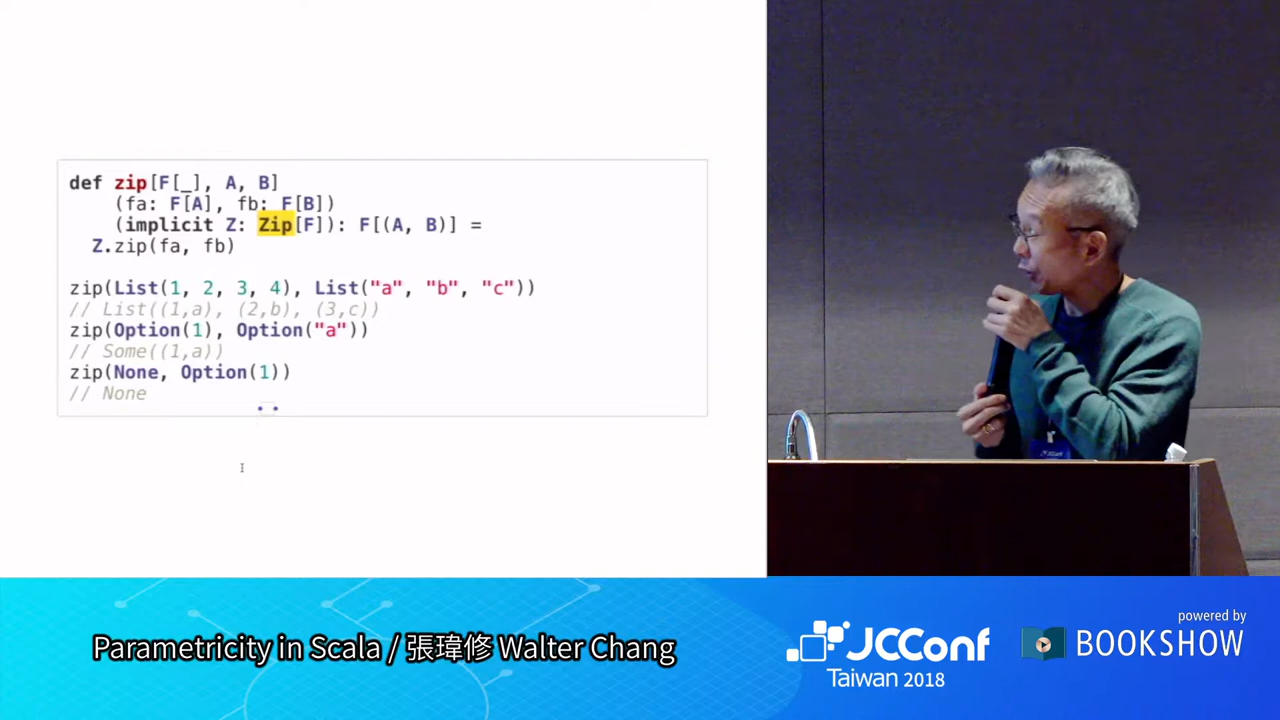 def zip[F[_], A, B]
    (fa: F[A], fb: F[B])
    (implicit Z: Zip[F]): F[(A, B)] =
  Z.zip(fa, fb)
zip(List(1, 2, 3, 4), List("a", "b", "c"))
// List((1,a), (2,b), (3,c))
zip(Option(1), Option("a"))
// Some((1,a))
zip(None, Option(1))
// None
Parametricity in Scala / 張瑋修 Walter Chang
JCConf
Taiwan 2018
powered by
BOOKSHOW
JCConf